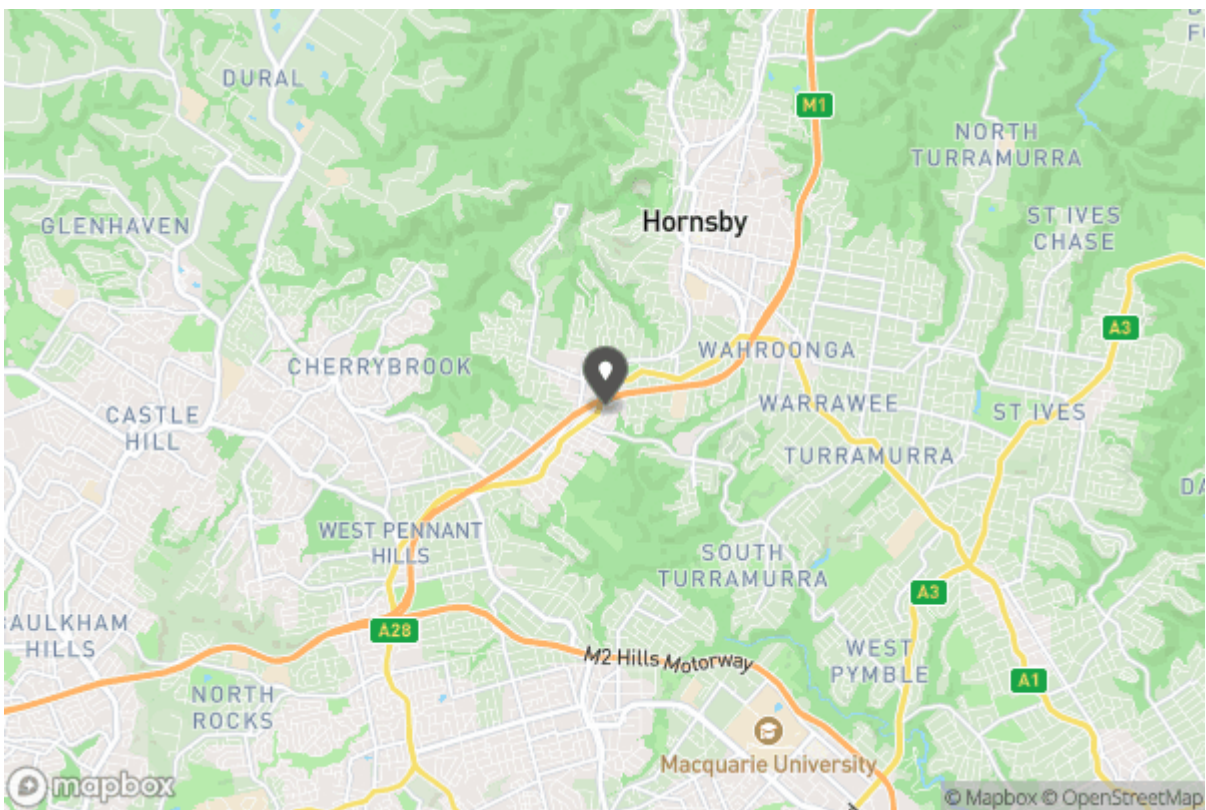 DURAL
M1
NORTH
TURRAMURRA
GLENHAVEN
Hornsby
ST IVES
CHASE
A3
WAHROONGA
CHERRYBROOK
CASTLE
HILL
WARRAWEE
ST IVES
TURRAMURRA
WEST PENNANT
HILLS
SOUTH
TURRAMURRA
A3
AULKHAM
HILLS
A28
M2 Hills Motorway
WEST
PYMBLE
A1
NORTH
ROCKS
Macquarie University
mapbox
© Mapbox © OpenStreetMap